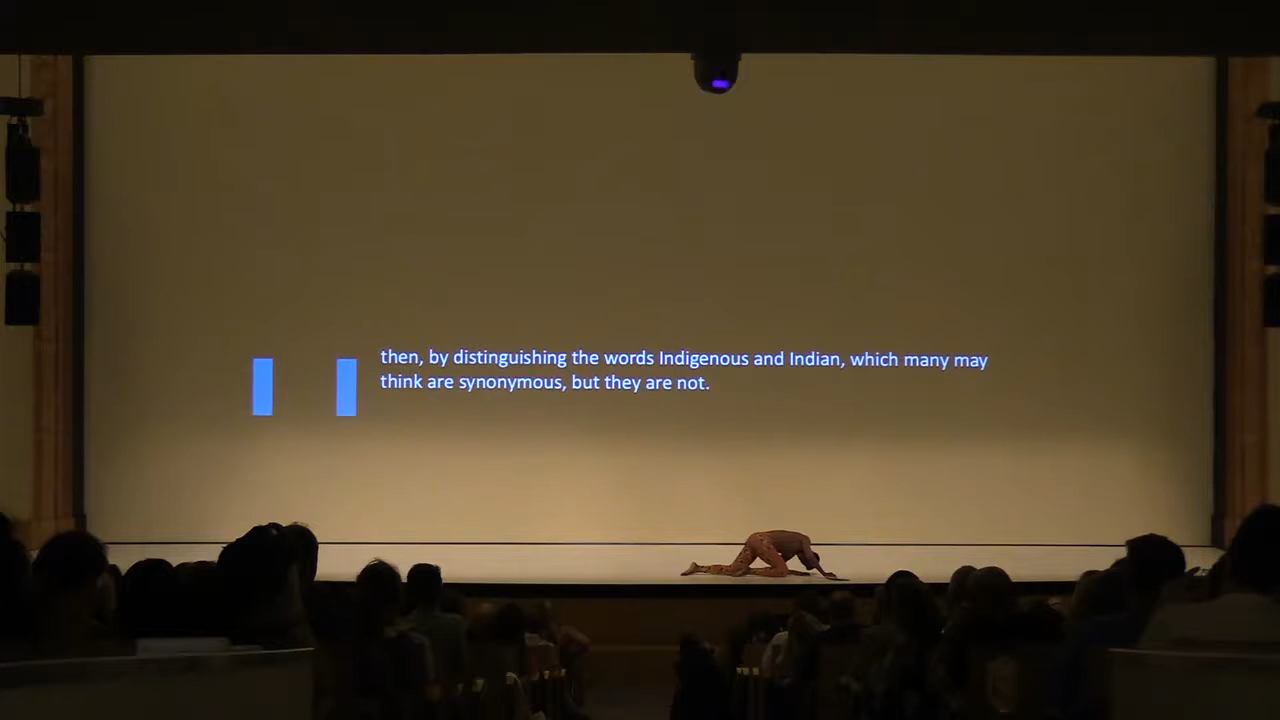 then, by distinguishing the words Indigenous and Indian, which many may
think are synonymous, but they are not.